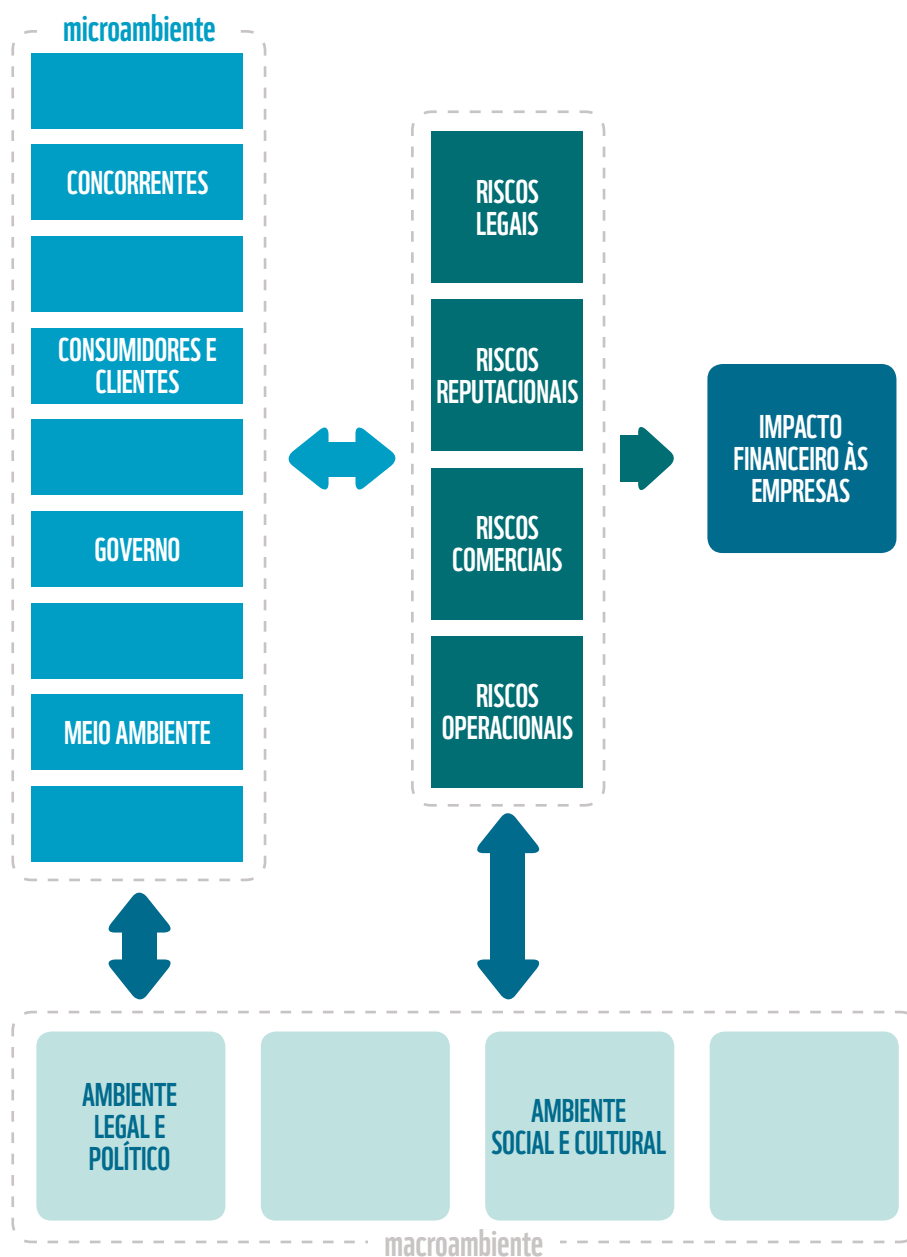 microambiente
CONCORRENTES
CONSUMIDORES E
CLIENTES
GOVERNO
MEIO AMBIENTE
RISCOS
LEGAIS
RISCOS
REPUTACIONAIS
RISCOS
COMERCIAIS
RISCOS
OPERACIONAIS
IMPACTO
FINANCEIRO ÀS
EMPRESAS
AMBIENTE
LEGAL E
POLÍTICO
AMBIENTE
SOCIAL E CULTURAL
macroambiente